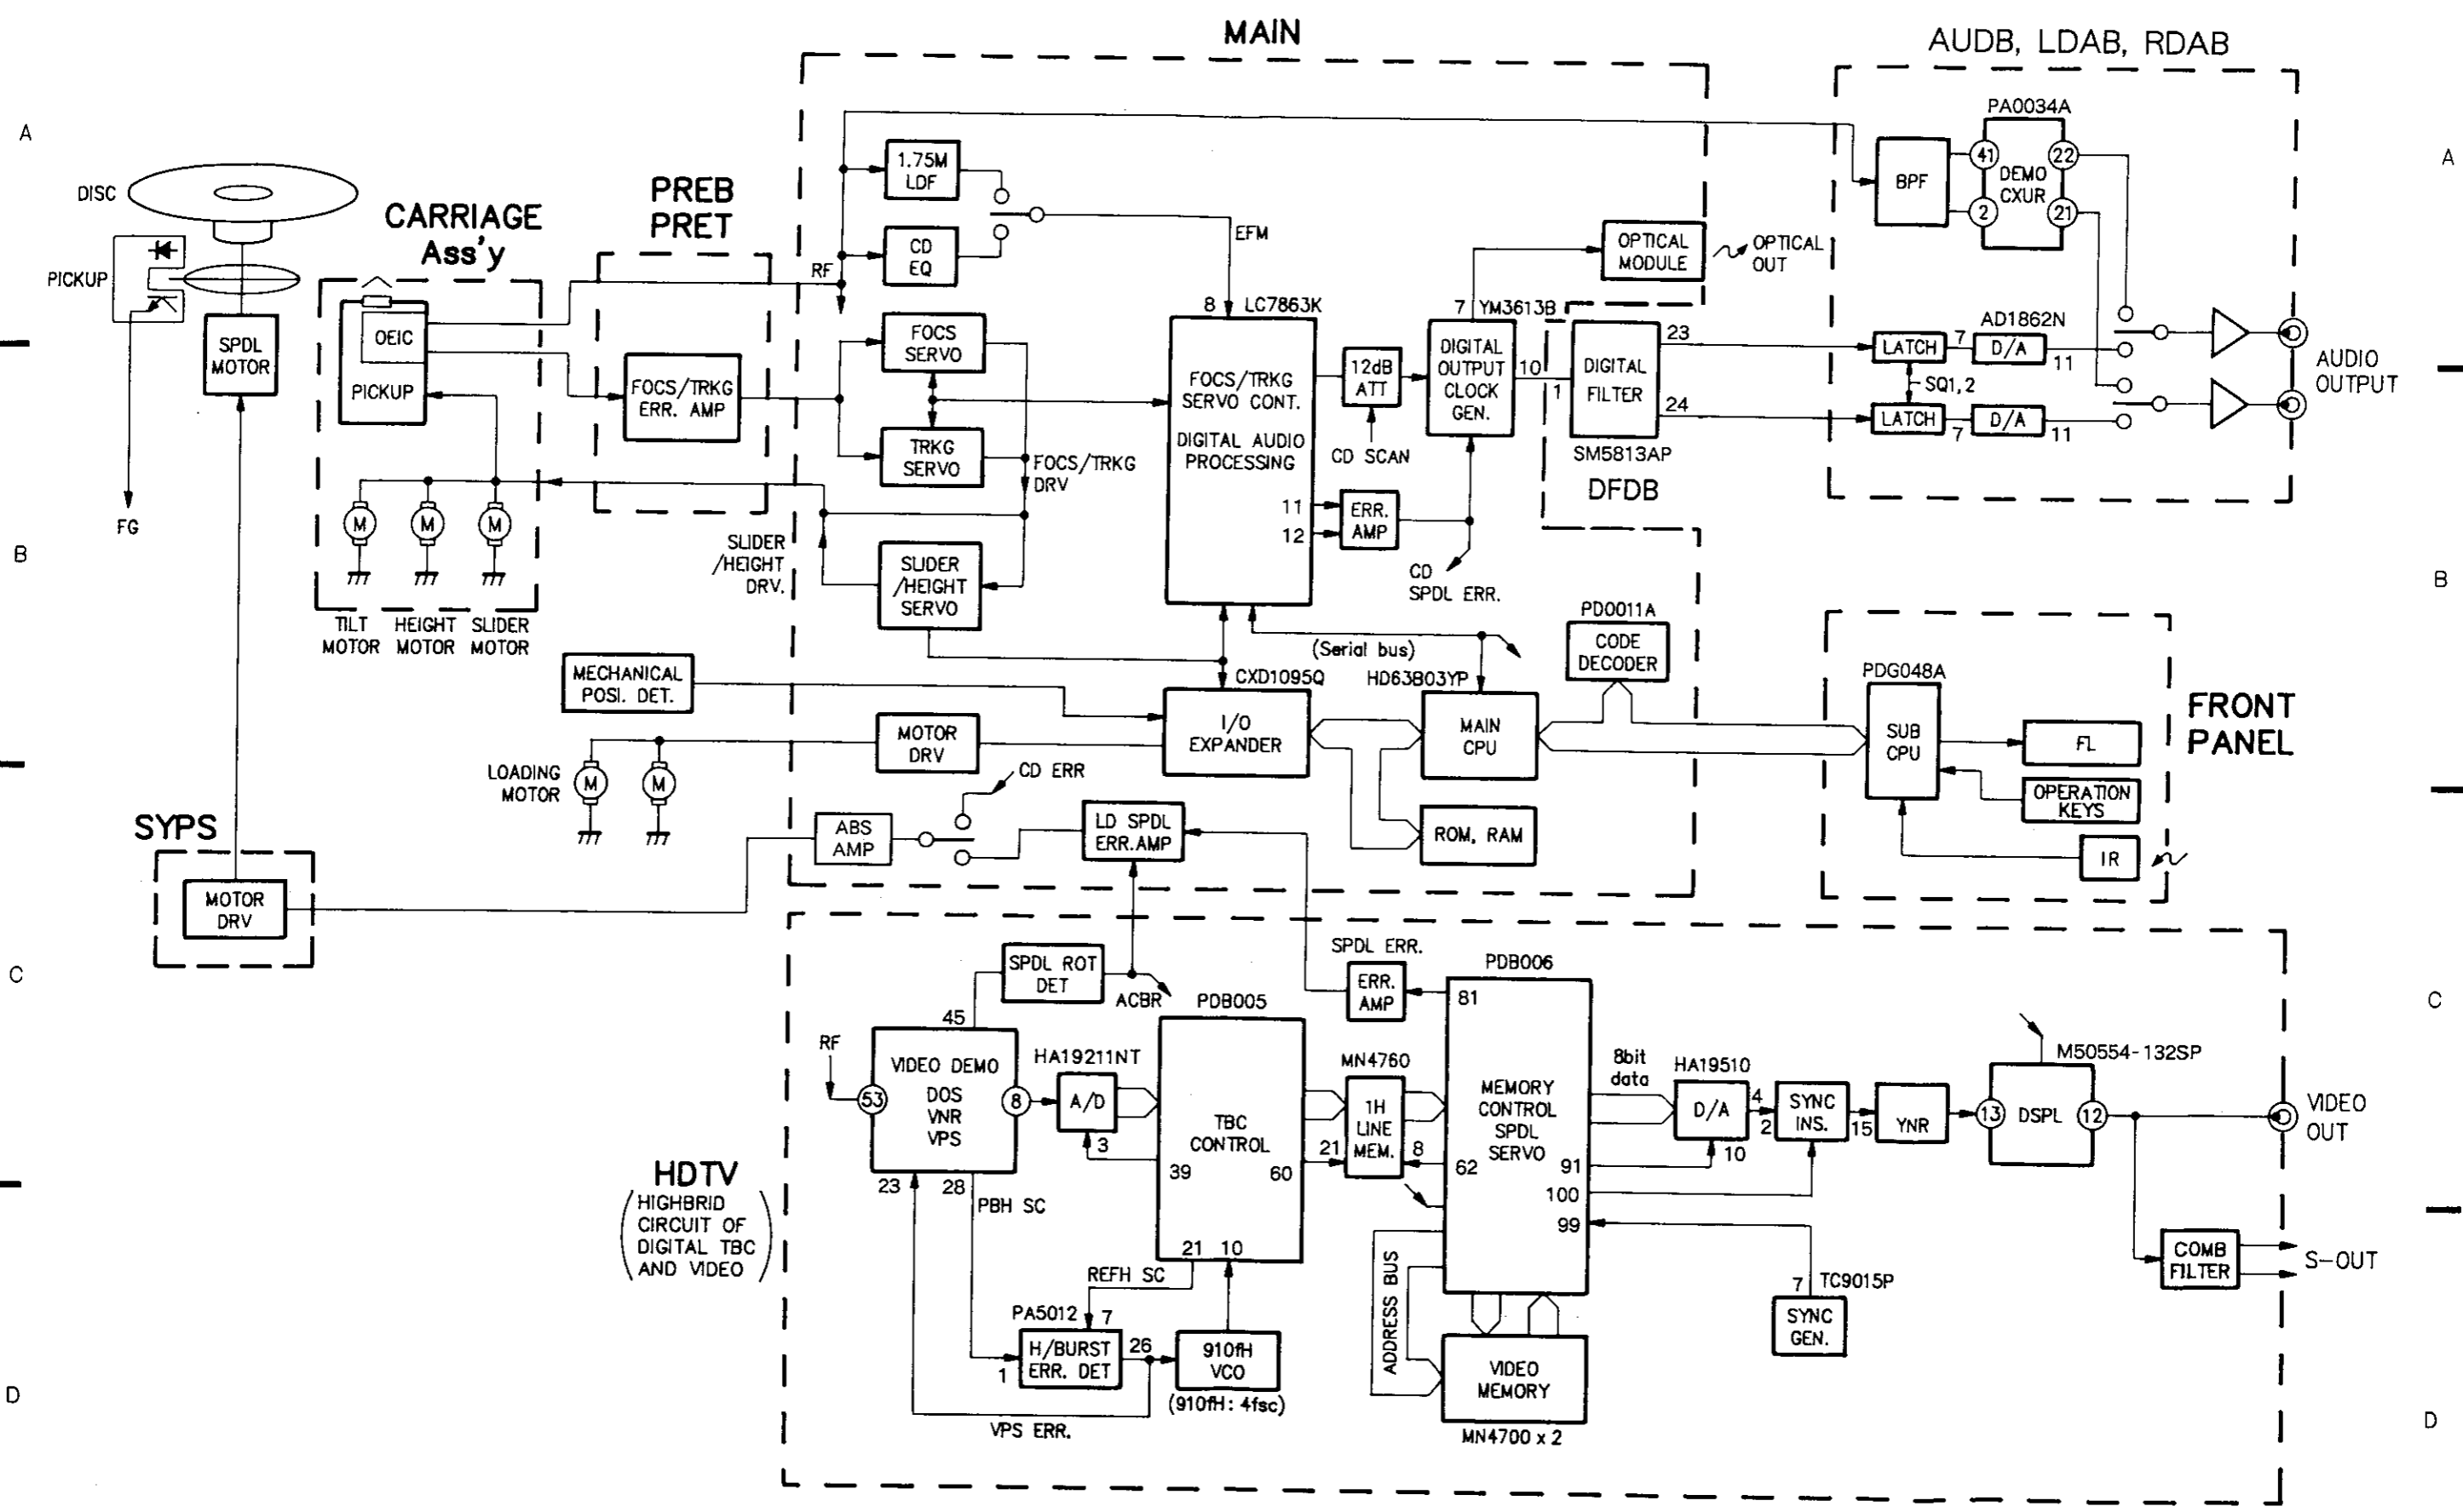 MAIN
AUDB, LDAB, RDAB
A
A
DISC
PICKUP
FG
SPDL
MOTOR
CARRIAGE
Ass'y
OEIC
PICKUP
M
M
M
TILT
MOTOR
HEIGHT
MOTOR
SLIDER
MOTOR
PREB
PRET
FOCS/TRKG
ERR. AMP
RF
1.75M
LDF
CD
EQ
EFM
FOCS
SERVO
TRKG
SERVO
FOCS/TRKG
DRV
SLIDER
/HEIGHT
DRV.
SLIDER
/HEIGHT
SERVO
8
LC7863K
FOCS/TRKG
SERVO CONT.
DIGITAL AUDIO
PROCESSING
11
12
12dB
ATT
CD SCAN
ERR.
AMP
CD
SPDL ERR.
7
YM3613B
DIGITAL
OUTPUT
CLOCK
GEN.
10
1
OPTICAL
MODULE
OPTICAL
OUT
DIGITAL
FILTER
23
24
SM5813AP
DFDB
PA0034A
BPF
41
22
DEMO
CXUR
2
21
AD1862N
LATCH
7
D/A
11
SQ1,2
LATCH
7
D/A
11
AUDIO
OUTPUT
B
B
MECHANICAL
POSI. DET.
MOTOR
DRV
LOADING
MOTOR
M
M
CXD1095Q
I/O
EXPANDER
(Serial bus)
HD63B03YP
MAIN
CPU
PD0011A
CODE
DECODER
ROM, RAM
PDG048A
SUB
CPU
FL
OPERATION
KEYS
IR
FRONT
PANEL
SYPS
MOTOR
DRV
ABS
AMP
CD ERR
LD SPDL
ERR.AMP
C
C
SPDL ROT
DET
ACBR
45
RF
53
VIDEO DEMO
DOS
VNR
VPS
8
23
28
PBH SC
HA19211NT
A/D
3
PDB005
TBC
CONTROL
39
60
21
10
REFH SC
PA5012
7
H/BURST
ERR. DET
1
26
910fH
VCO
(910fH: 4fsc)
VPS ERR.
HDTV
(HIGHBRID
CIRCUIT OF
DIGITAL TBC
AND VIDEO)
MN4760
1H
LINE
MEM.
21
8
SPDL ERR.
ERR.
AMP
PDB006
81
MEMORY
CONTROL
SPDL
SERVO
62
91
100
99
ADDRESS BUS
VIDEO
MEMORY
MN4700 x 2
8bit
data
HA19510
D/A
4
2
10
SYNC
INS.
15
YNR
7
TC9015P
SYNC
GEN.
M50554-132SP
13
DSPL
12
VIDEO
OUT
COMB
FILTER
S-OUT
D
D